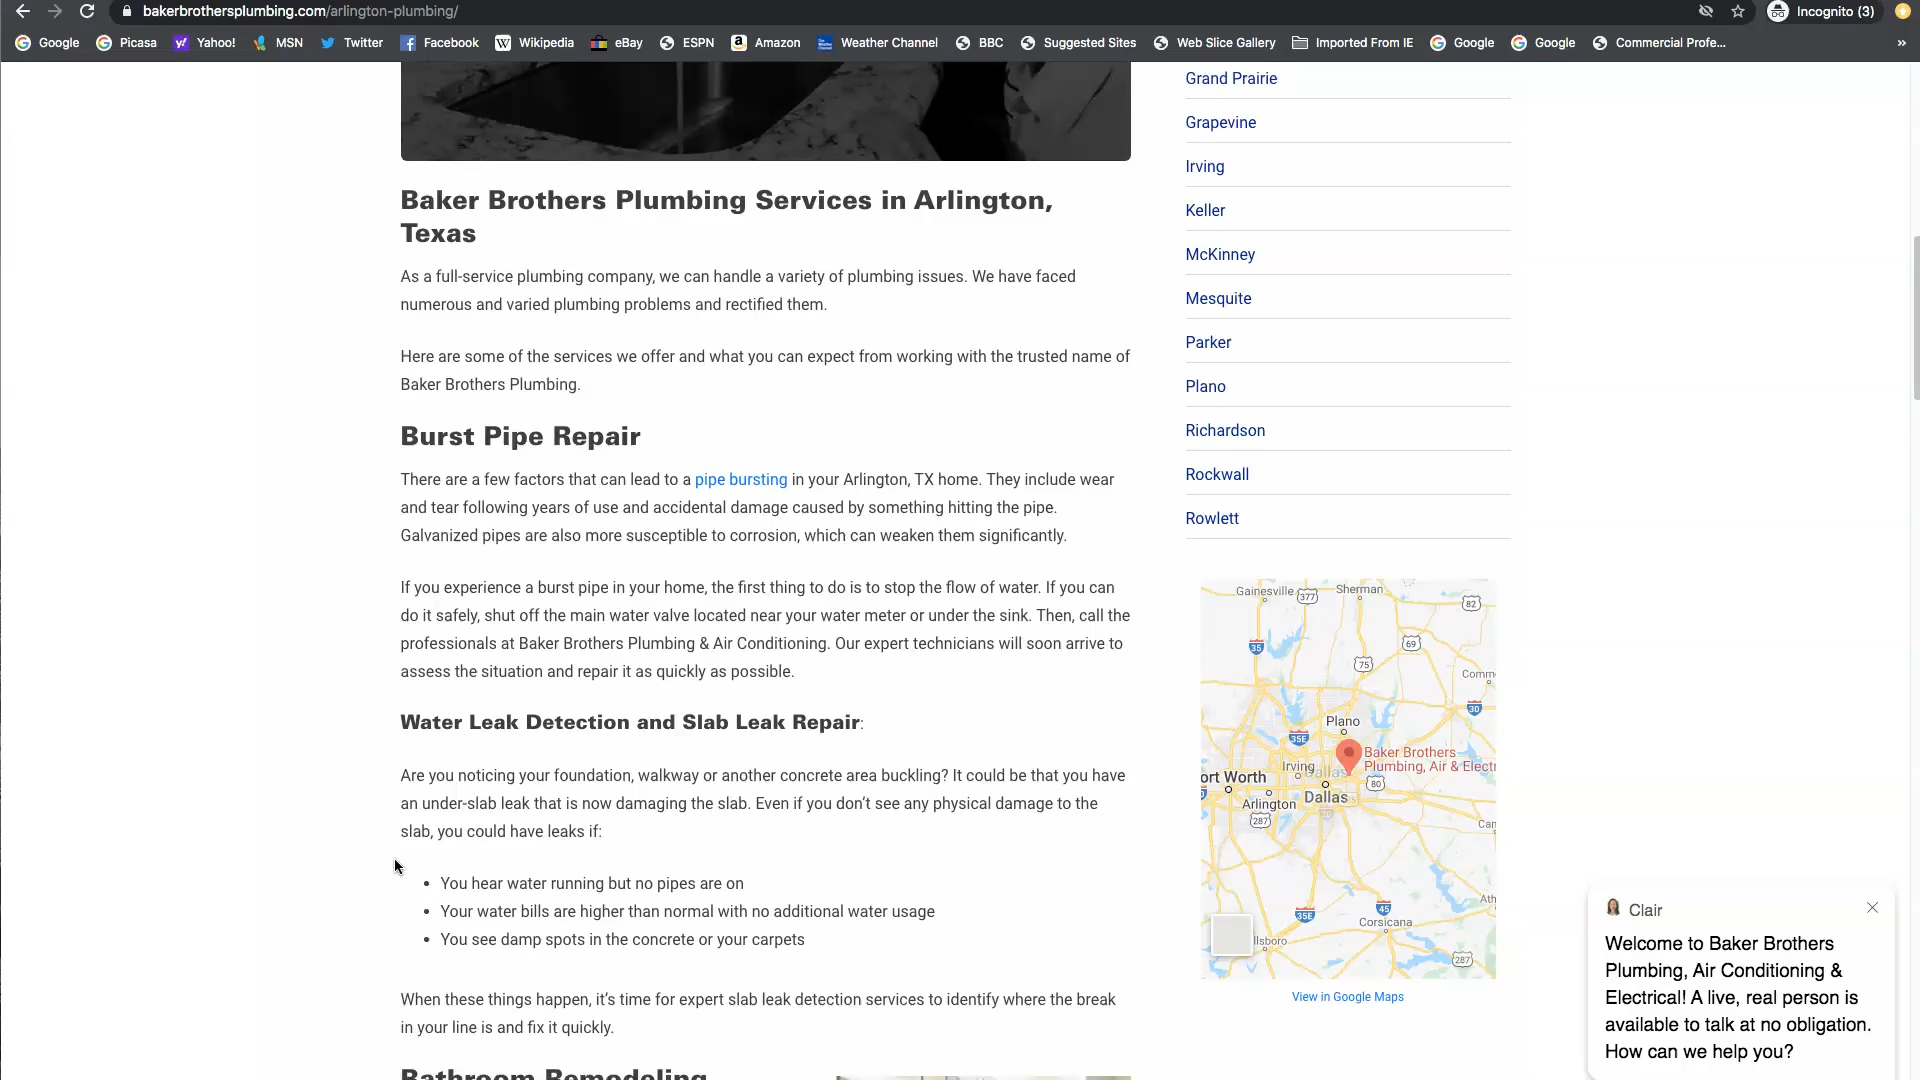 bakerbrothersplumbing.com/arlington-plumbing/
Incognito (3)
Google Picasa Yahoo! MSN Twitter Facebook Wikipedia eBay ESPN Amazon Weather Channel BBC Suggested Sites Web Slice Gallery Imported From IE Google Google Commercial Profe... »
Baker Brothers Plumbing Services in Arlington,
Texas
As a full-service plumbing company, we can handle a variety of plumbing issues. We have faced
numerous and varied plumbing problems and rectified them.
Here are some of the services we offer and what you can expect from working with the trusted name of
Baker Brothers Plumbing.
Burst Pipe Repair
There are a few factors that can lead to a pipe bursting in your Arlington, TX home. They include wear
and tear following years of use and accidental damage caused by something hitting the pipe.
Galvanized pipes are also more susceptible to corrosion, which can weaken them significantly.
If you experience a burst pipe in your home, the first thing to do is to stop the flow of water. If you can
do it safely, shut off the main water valve located near your water meter or under the sink. Then, call the
professionals at Baker Brothers Plumbing & Air Conditioning. Our expert technicians will soon arrive to
assess the situation and repair it as quickly as possible.
Water Leak Detection and Slab Leak Repair:
Are you noticing your foundation, walkway or another concrete area buckling? It could be that you have
an under-slab leak that is now damaging the slab. Even if you don't see any physical damage to the
slab, you could have leaks if:
• You hear water running but no pipes are on
• Your water bills are higher than normal with no additional water usage
• You see damp spots in the concrete or your carpets
When these things happen, it's time for expert slab leak detection services to identify where the break
in your line is and fix it quickly.
Bathroom Remodeling
Grand Prairie
Grapevine
Irving
Keller
McKinney
Mesquite
Parker
Plano
Richardson
Rockwall
Rowlett
Gainesville 377 Sherman
82
35
69
75
Comm
30
Plano
35E
Baker Brothers
Plumbing, Air & Electr
Irving Dallas
ort Worth
80
Arlington Dallas
287
Can
Ath
35E 45
Corsicana
llsboro
287
View in Google Maps
Clair
Welcome to Baker Brothers
Plumbing, Air Conditioning &
Electrical! A live, real person is
available to talk at no obligation.
How can we help you?